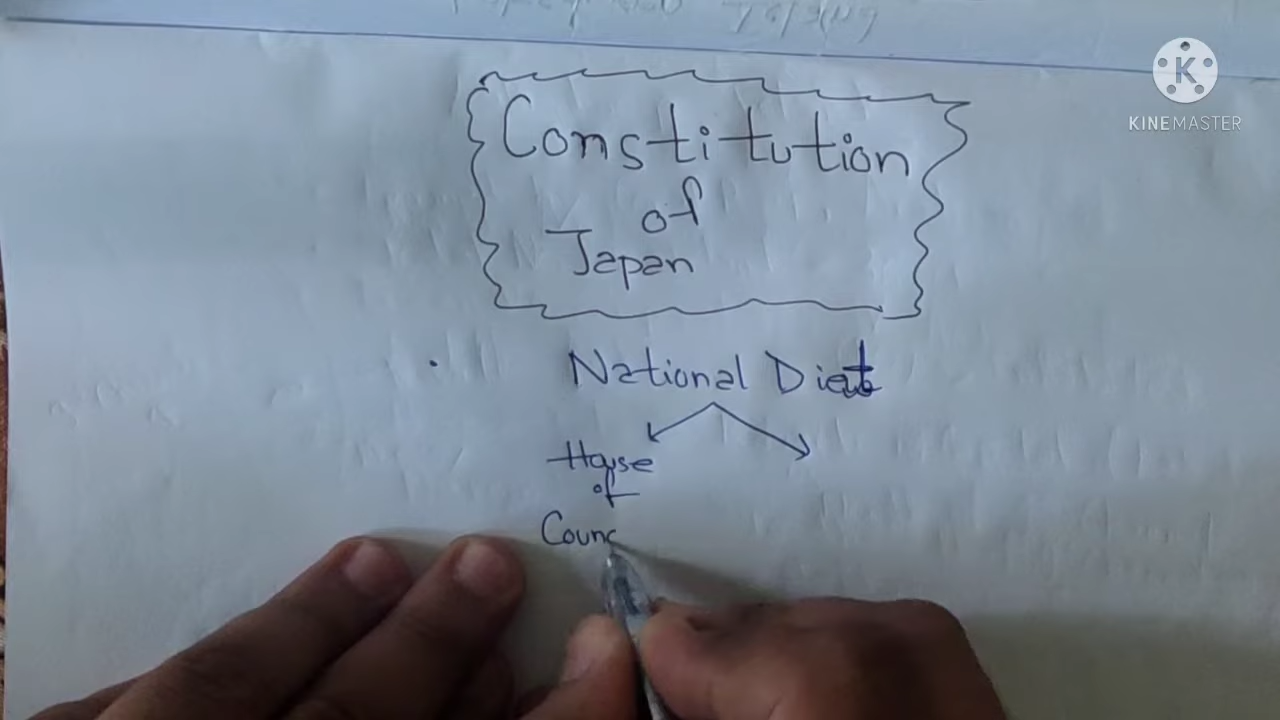 KINEMASTER
Constitution
of
Japan
National Diet
House
of
Counc